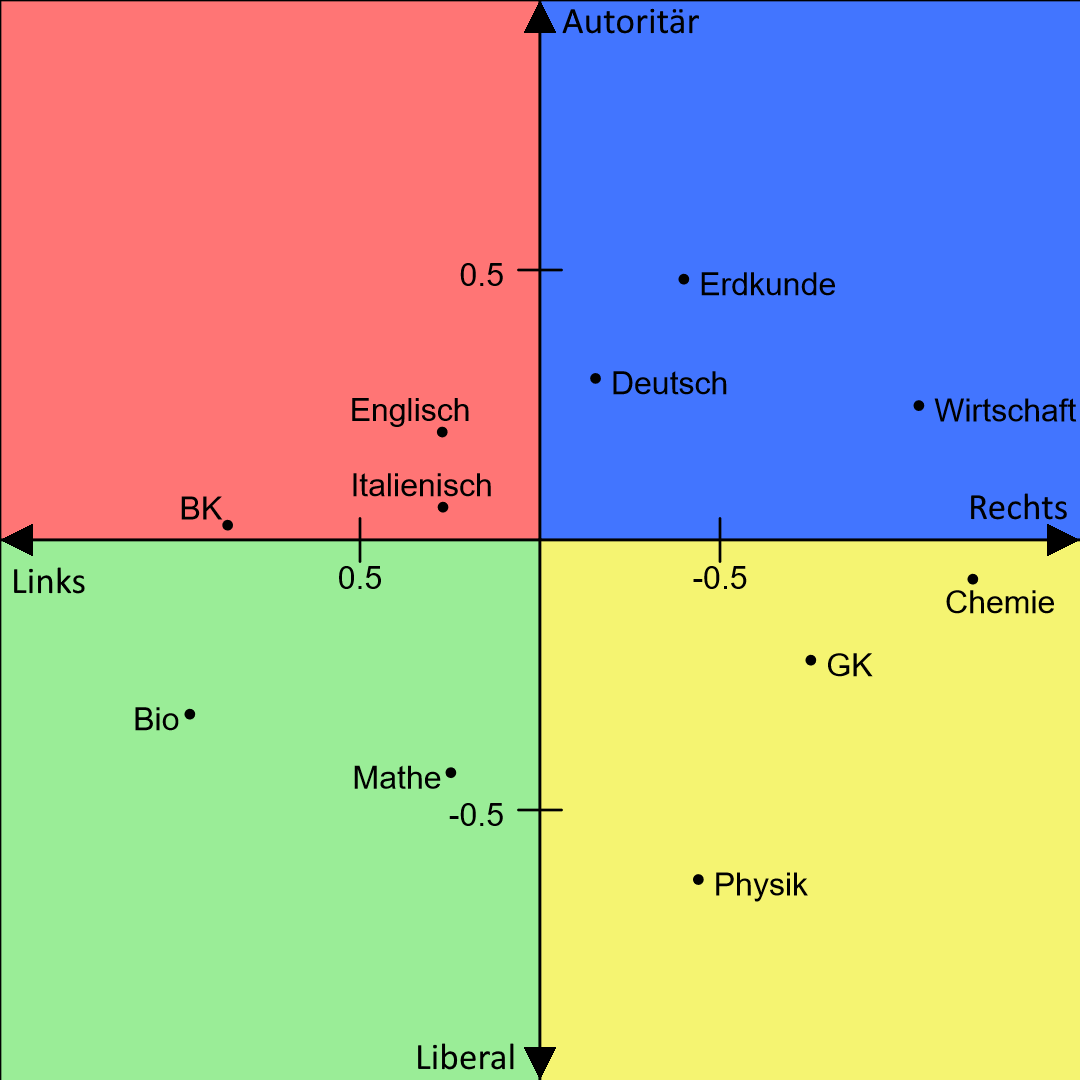 Autoritär
0.5
Erdkunde
Deutsch
Englisch
Wirtschaft
Italienisch
BK
Rechts
Links
0.5
-0.5
Chemie
GK
Bio
Mathe
-0.5
Physik
Liberal